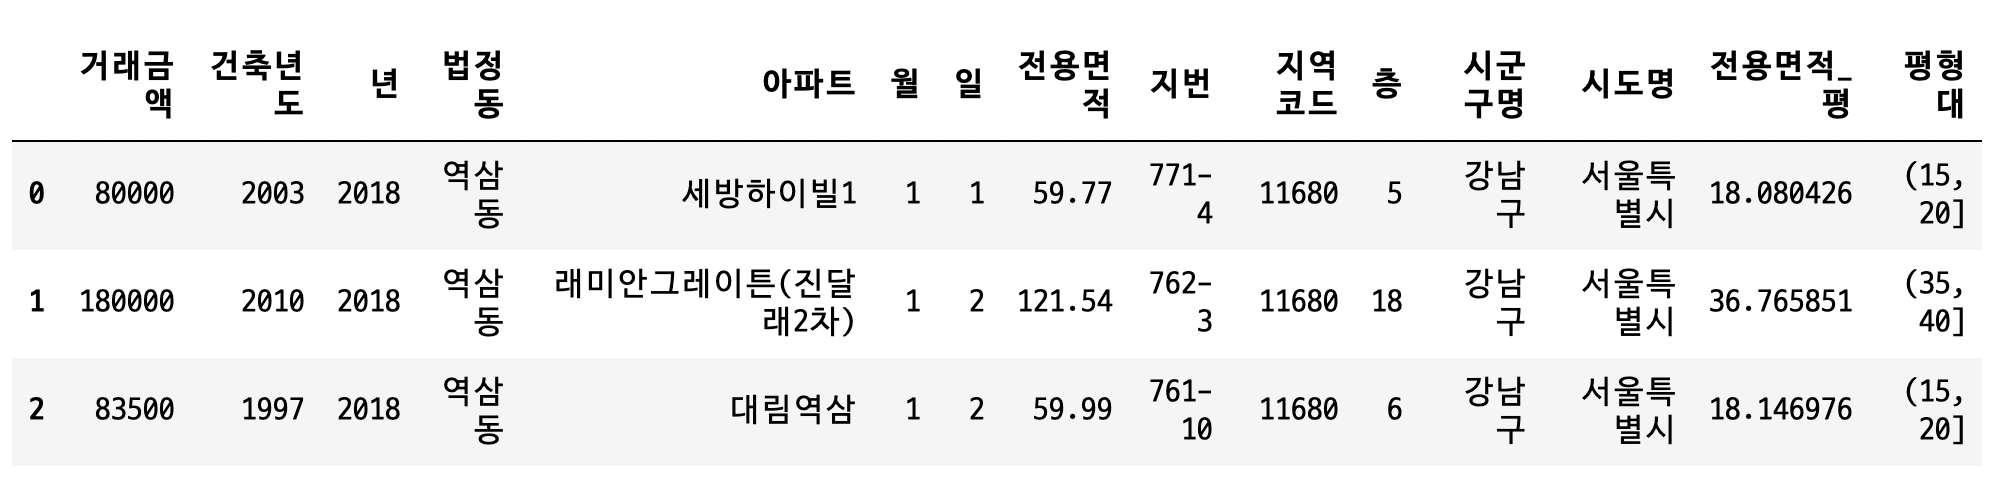 거래금액 건축년도 년 법정동 아파트 월 일 전용면적 지번 지역코드 층 시군구명 시도명 전용면적_평 평형대
0 80000 2003 2018 역삼동 세방하이빌1 1 1 59.77 771-4 11680 5 강남구 서울특별시 18.080426 (15, 20]
1 180000 2010 2018 역삼동 래미안그레이튼(진달래2차) 1 2 121.54 762-3 11680 18 강남구 서울특별시 36.765851 (35, 40]
2 83500 1997 2018 역삼동 대림역삼 1 2 59.99 761-10 11680 6 강남구 서울특별시 18.146976 (15, 20]